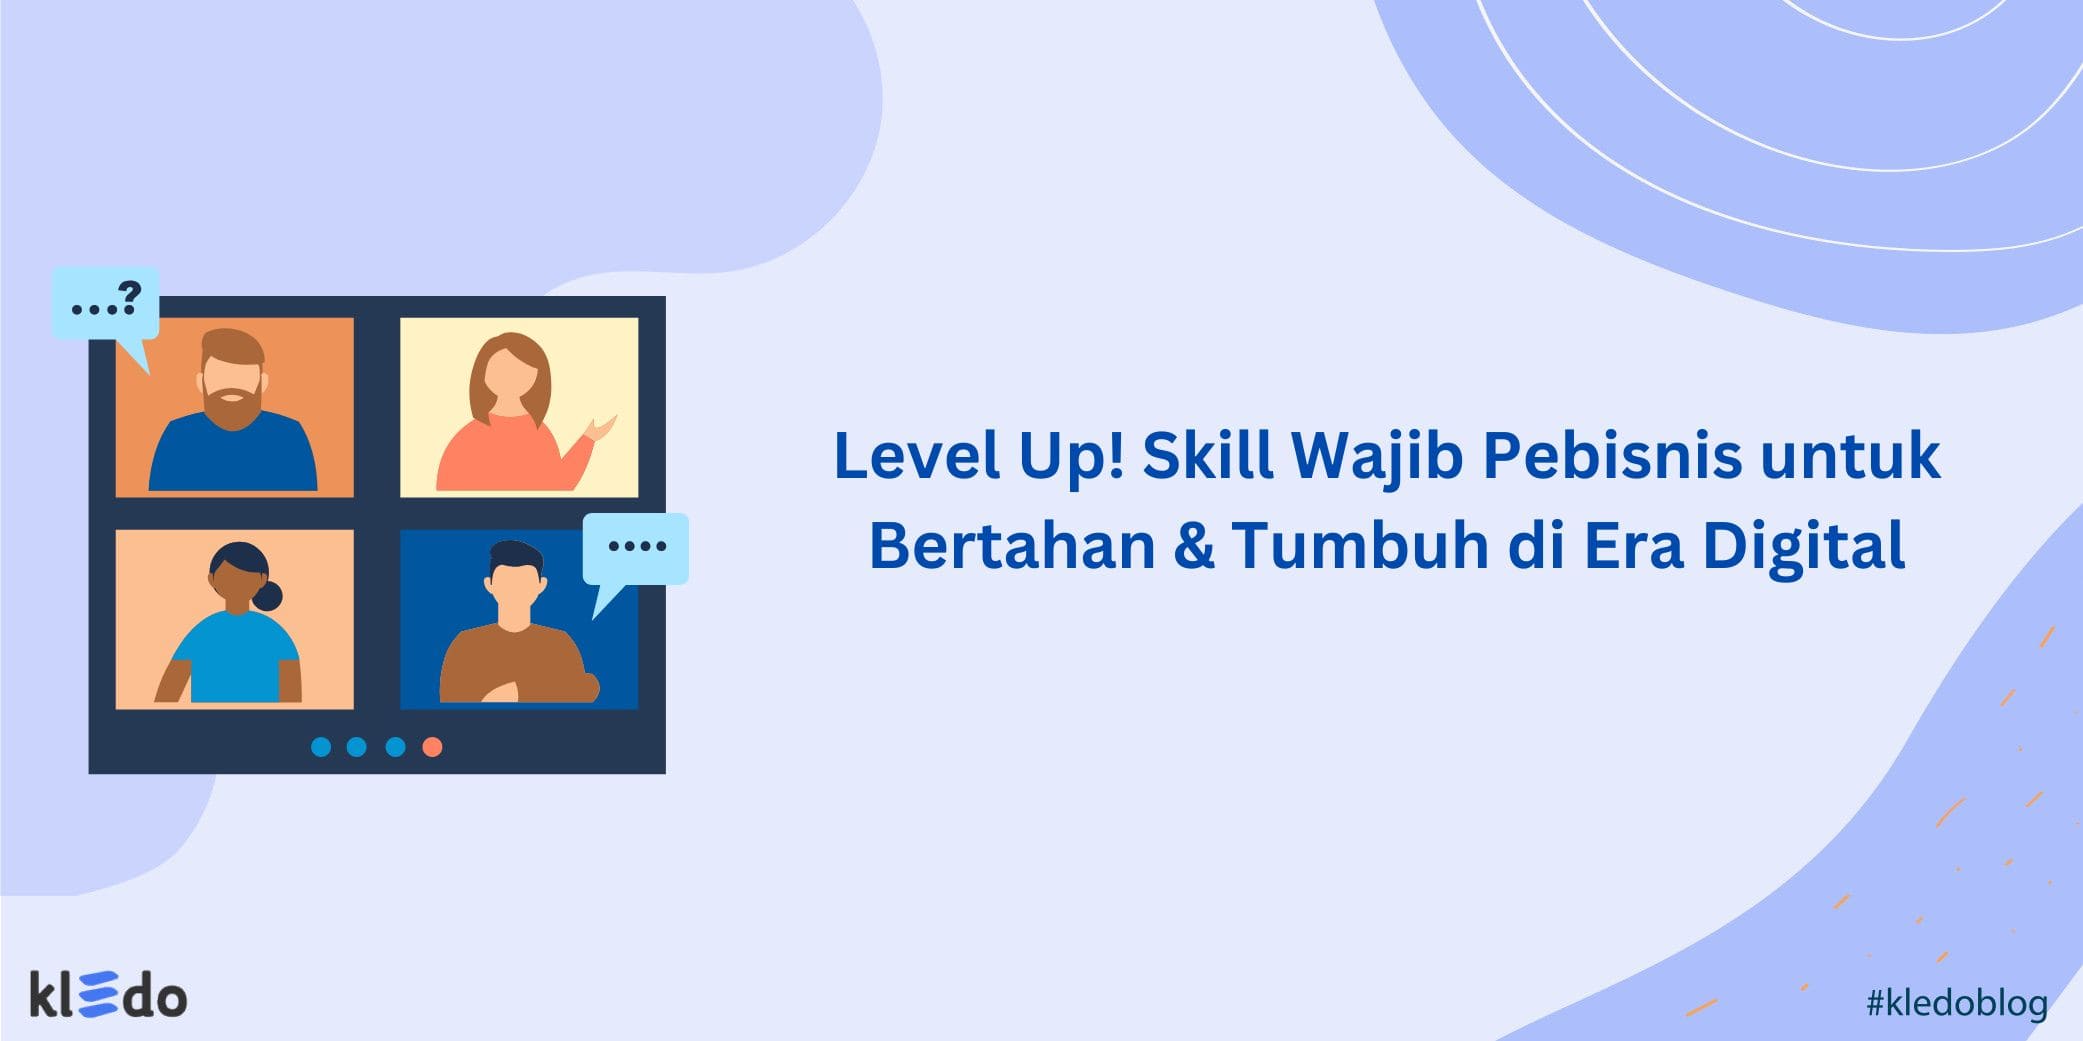 ...?
....
Level Up! Skill Wajib Pebisnis untuk
Bertahan & Tumbuh di Era Digital
kledo
#kledoblog